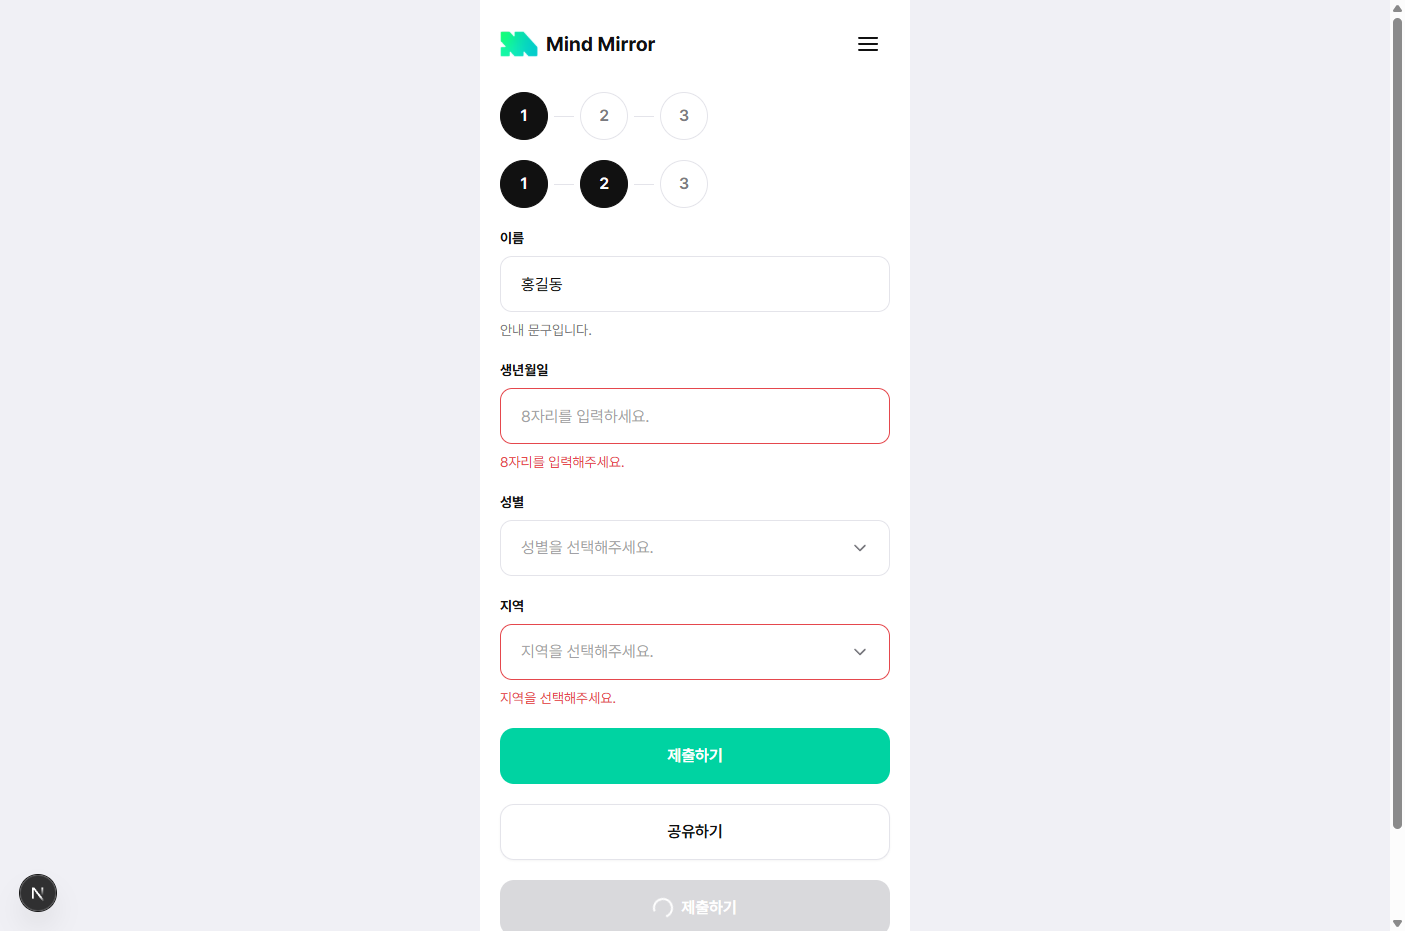 Mind Mirror
1 2 3
1 2 3
이름
홍길동
안내 문구입니다.
생년월일
8자리를 입력하세요.
8자리를 입력해주세요.
성별
성별을 선택해주세요.
지역
지역을 선택해주세요.
지역을 선택해주세요.
제출하기
공유하기
제출하기
N